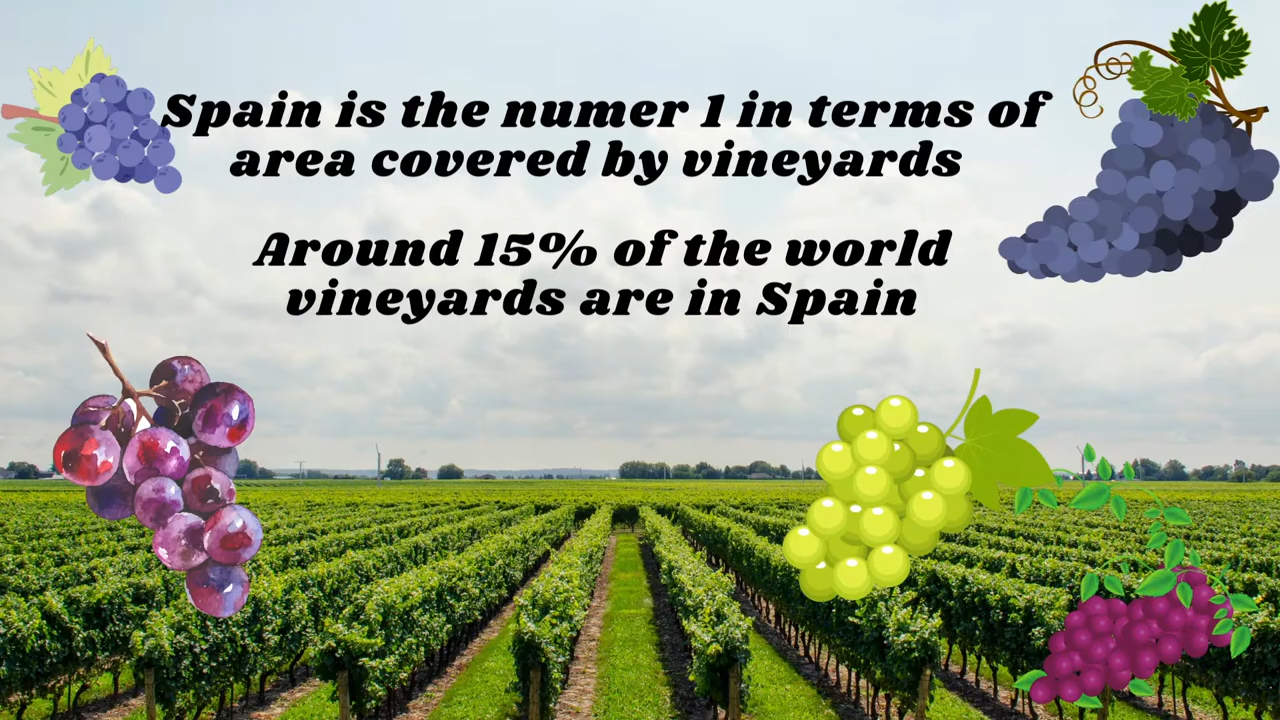 Spain is the numer 1 in terms of
area covered by vineyards
Around 15% of the world
vineyards are in Spain